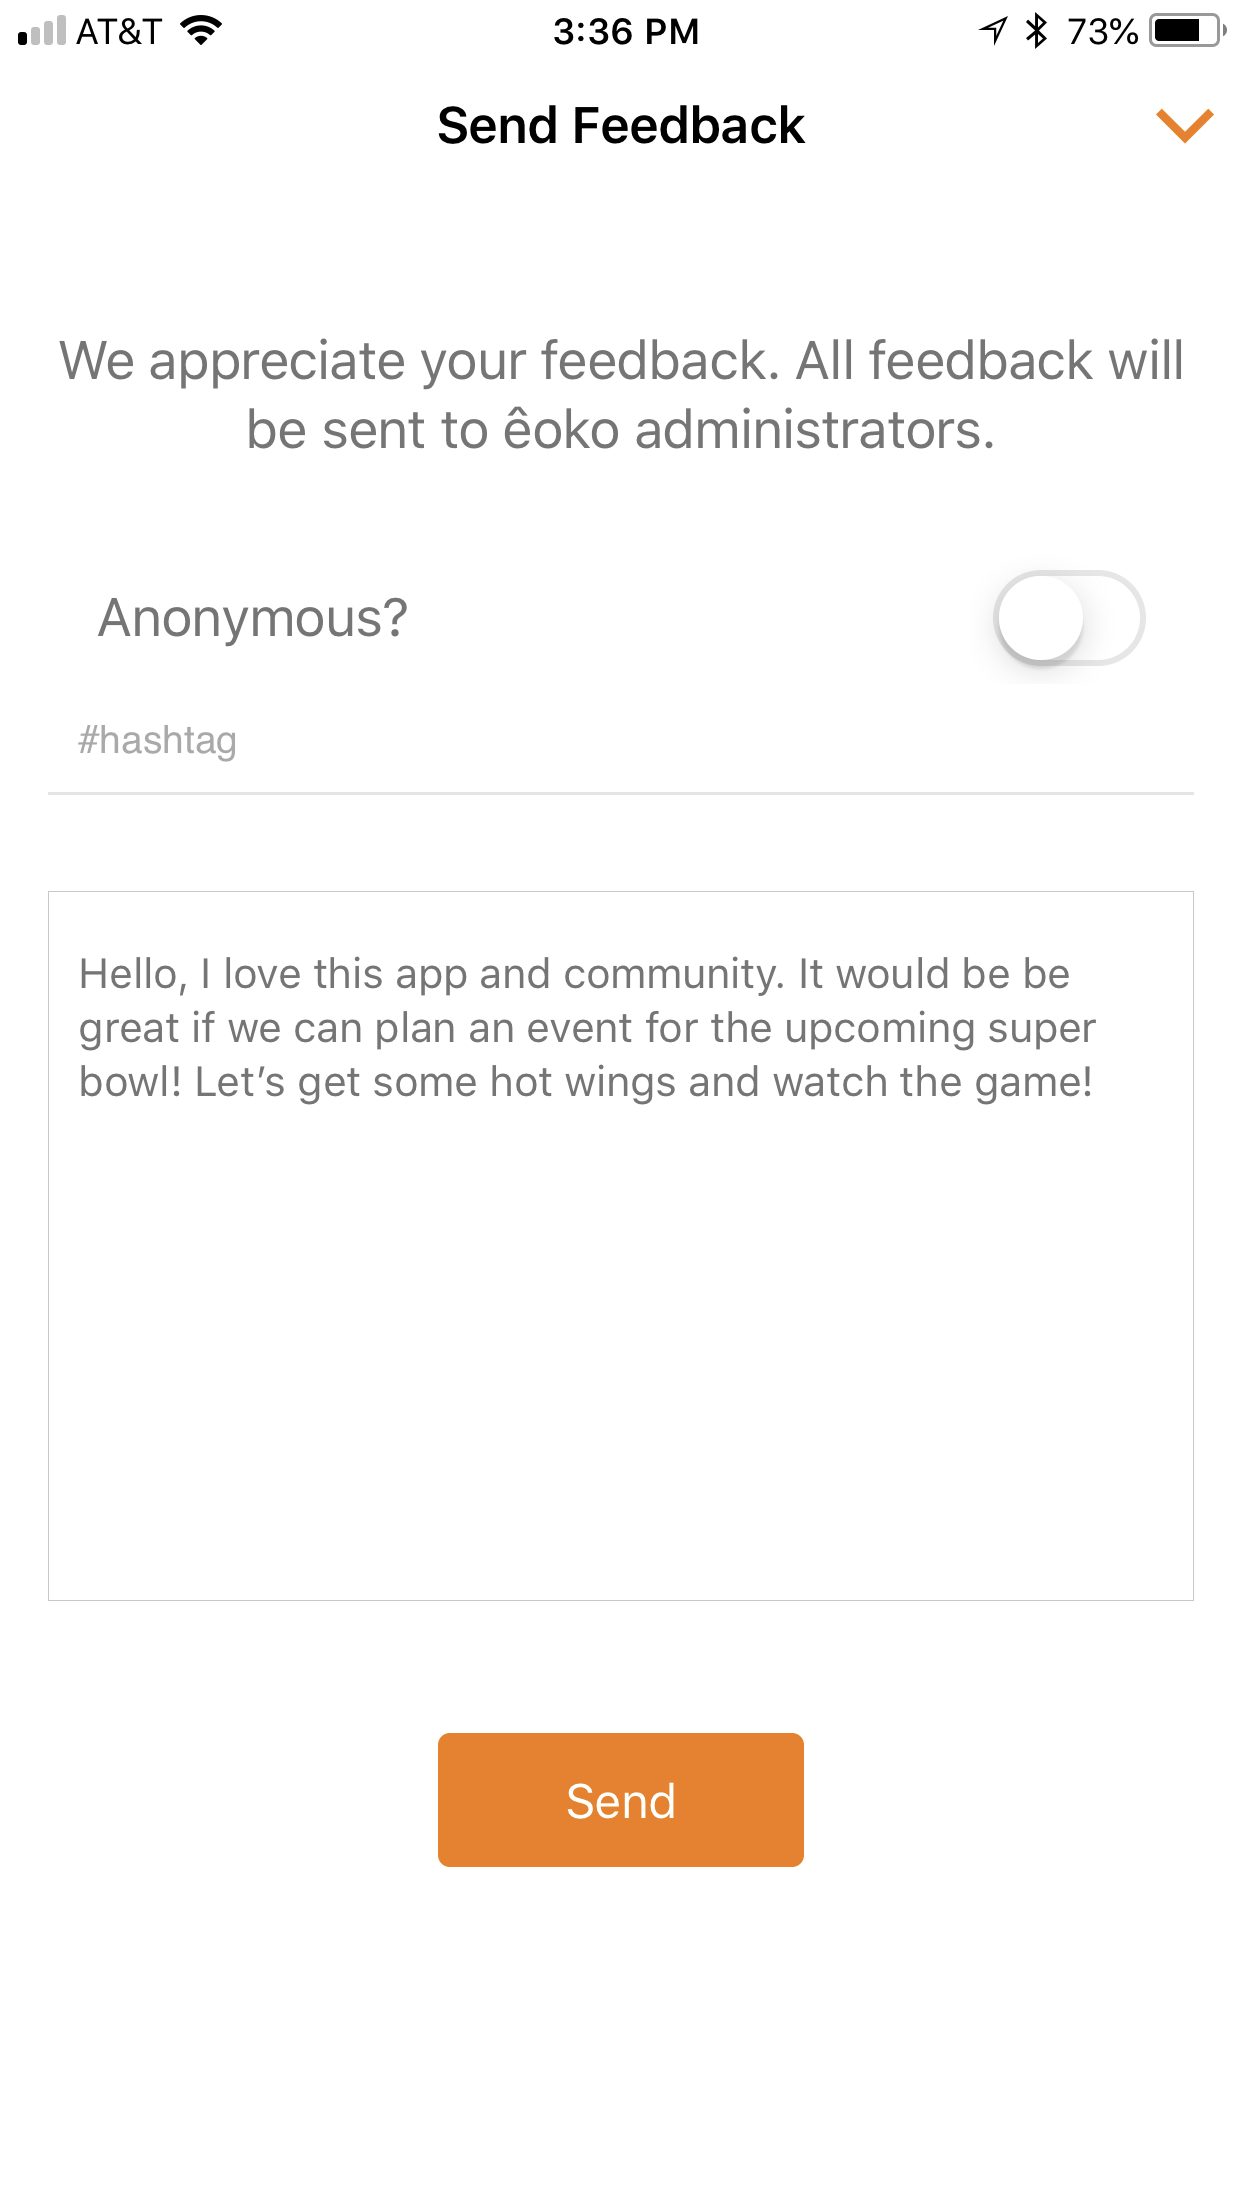 AT&T 3:36 PM 73%
Send Feedback
We appreciate your feedback. All feedback will
be sent to êoko administrators.
Anonymous?
#hashtag
Hello, I love this app and community. It would be be
great if we can plan an event for the upcoming super
bowl! Let’s get some hot wings and watch the game!
Send